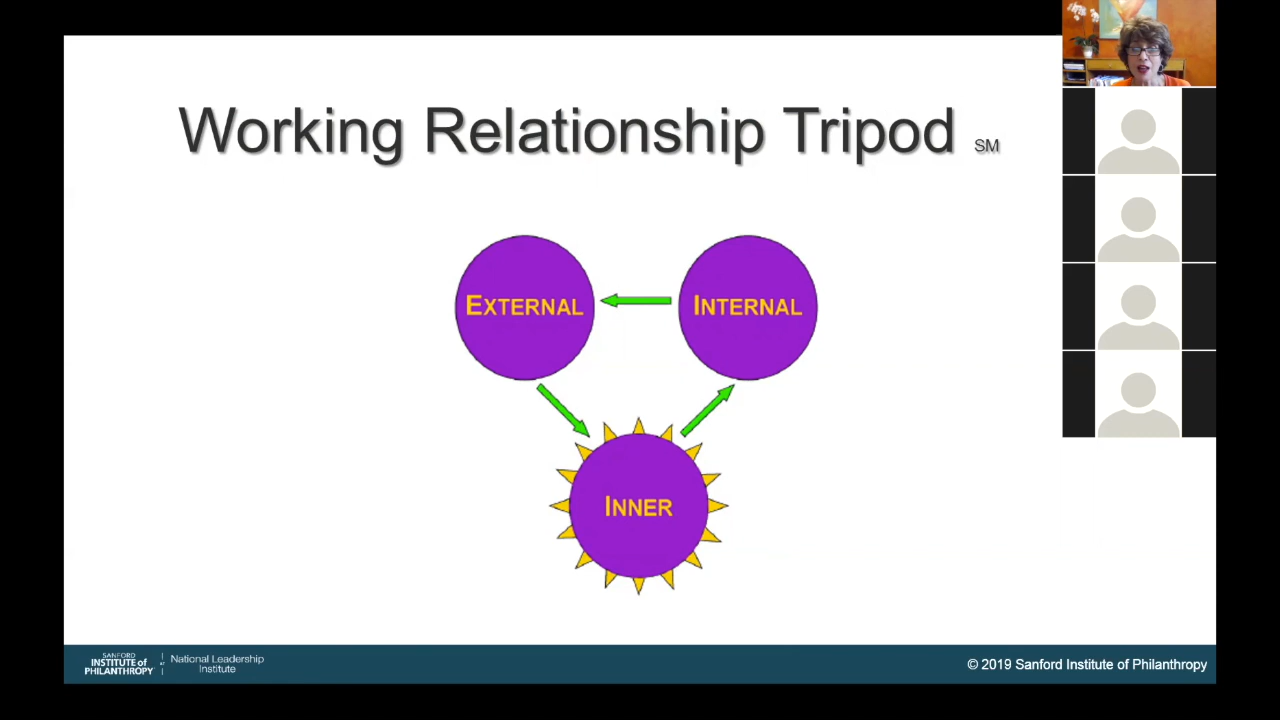 Working Relationship Tripod SM
EXTERNAL
INTERNAL
INNER
SANFORD
INSTITUTE of
PHILANTHROPY
AT
National Leadership
Institute
© 2019 Sanford Institute of Philanthropy